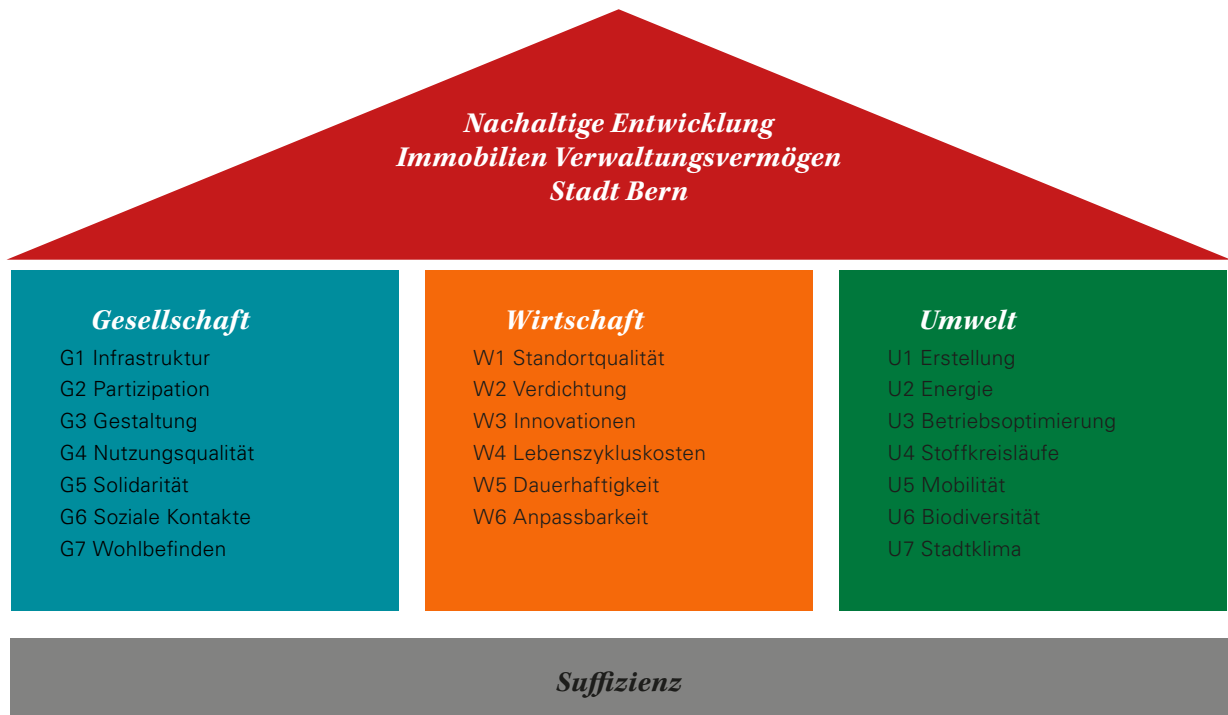 Nachaltige Entwicklung
Immobilien Verwaltungsvermögen
Stadt Bern
Gesellschaft
G1 Infrastruktur
G2 Partizipation
G3 Gestaltung
G4 Nutzungsqualität
G5 Solidarität
G6 Soziale Kontakte
G7 Wohlbefinden
Wirtschaft
W1 Standortqualität
W2 Verdichtung
W3 Innovationen
W4 Lebenszykluskosten
W5 Dauerhaftigkeit
W6 Anpassbarkeit
Umwelt
U1 Erstellung
U2 Energie
U3 Betriebsoptimierung
U4 Stoffkreisläufe
U5 Mobilität
U6 Biodiversität
U7 Stadtklima
Suffizienz